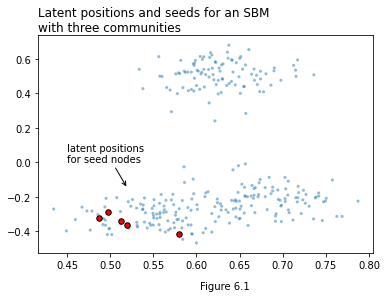 Latent positions and seeds for an SBM
with three communities
0.6
0.4
0.2
0.0
−0.2
−0.4
latent positions
for seed nodes
0.45 0.50 0.55 0.60 0.65 0.70 0.75 0.80
Figure 6.1